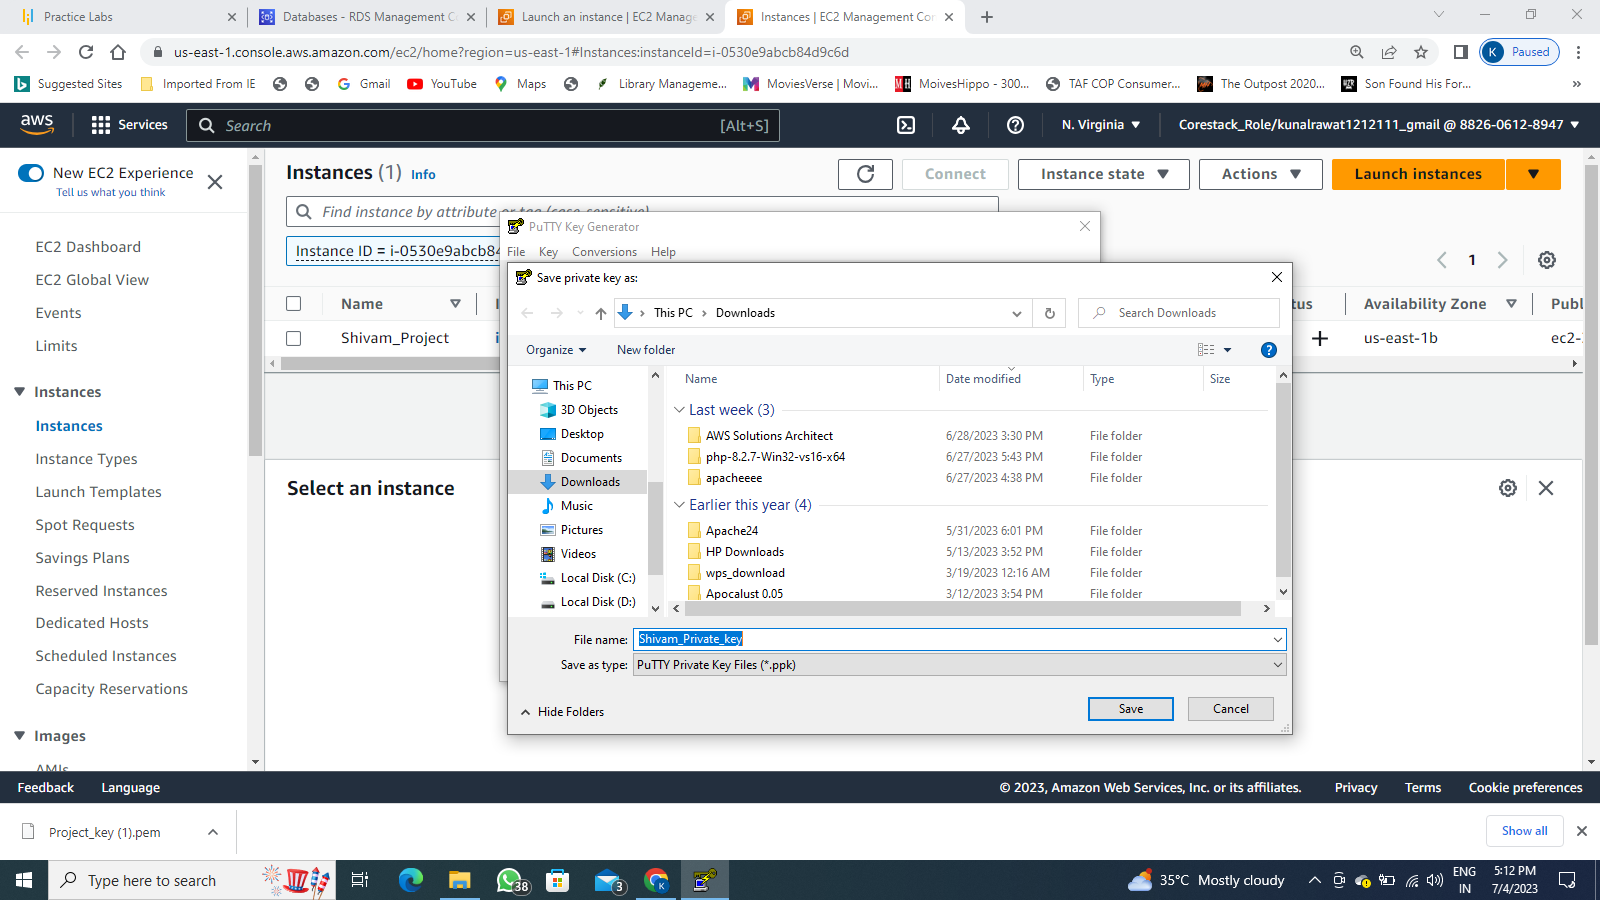 Practice Labs
Databases - RDS Management C
Launch an instance | EC2 Manag
Instances | EC2 Management Con
us-east-1.console.aws.amazon.com/ec2/home?region=us-east-1#Instances:instanceId=i-0530e9abcb84d9c6d
K Paused
Suggested Sites
Imported From IE
Gmail
YouTube
Maps
Library Manageme...
MoviesVerse | Movi...
MoivesHippo - 300...
TAF COP Consumer...
The Outpost 2020...
Son Found His For...
aws
Services
Search [Alt+S]
N. Virginia
Corestack_Role/kunalrawat1212111_gmail @ 8826-0612-8947
New EC2 Experience
Tell us what you think
EC2 Dashboard
EC2 Global View
Events
Limits
Instances
Instances
Instance Types
Launch Templates
Spot Requests
Savings Plans
Reserved Instances
Dedicated Hosts
Scheduled Instances
Capacity Reservations
Images
AMIs
Instances (1) Info
Connect
Instance state
Actions
Launch instances
Find instance by attribute or tag (case-sensitive)
Instance ID = i-0530e9abcb84
1
Name
Availability Zone
Publ
Shivam_Project
us-east-1b
ec2-
Select an instance
PuTTY Key Generator
File Key Conversions Help
Save private key as:
This PC › Downloads
Search Downloads
Organize
New folder
This PC
3D Objects
Desktop
Documents
Downloads
Music
Pictures
Videos
Local Disk (C:)
Local Disk (D:)
Name Date modified Type Size
Last week (3)
AWS Solutions Architect 6/28/2023 3:30 PM File folder
php-8.2.7-Win32-vs16-x64 6/27/2023 5:43 PM File folder
apacheeee 6/27/2023 4:38 PM File folder
Earlier this year (4)
Apache24 5/31/2023 6:01 PM File folder
HP Downloads 5/13/2023 3:52 PM File folder
wps_download 3/19/2023 12:16 AM File folder
Apocalust 0.05 3/12/2023 3:54 PM File folder
File name: Shivam_Private_key
Save as type: PuTTY Private Key Files (*.ppk)
Hide Folders
Save
Cancel
Feedback
Language
© 2023, Amazon Web Services, Inc. or its affiliates.
Privacy
Terms
Cookie preferences
Project_key (1).pem
Show all
Type here to search
38
3
35°C Mostly cloudy
ENG
IN
5:12 PM
7/4/2023